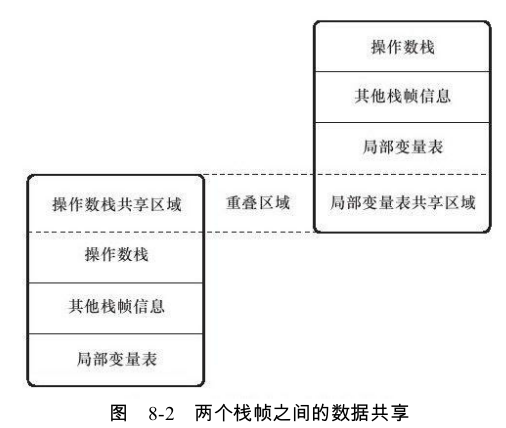 操作数栈
其他栈帧信息
局部变量表
操作数栈共享区域 重叠区域 局部变量表共享区域
操作数栈
其他栈帧信息
局部变量表
图 8-2 两个栈帧之间的数据共享